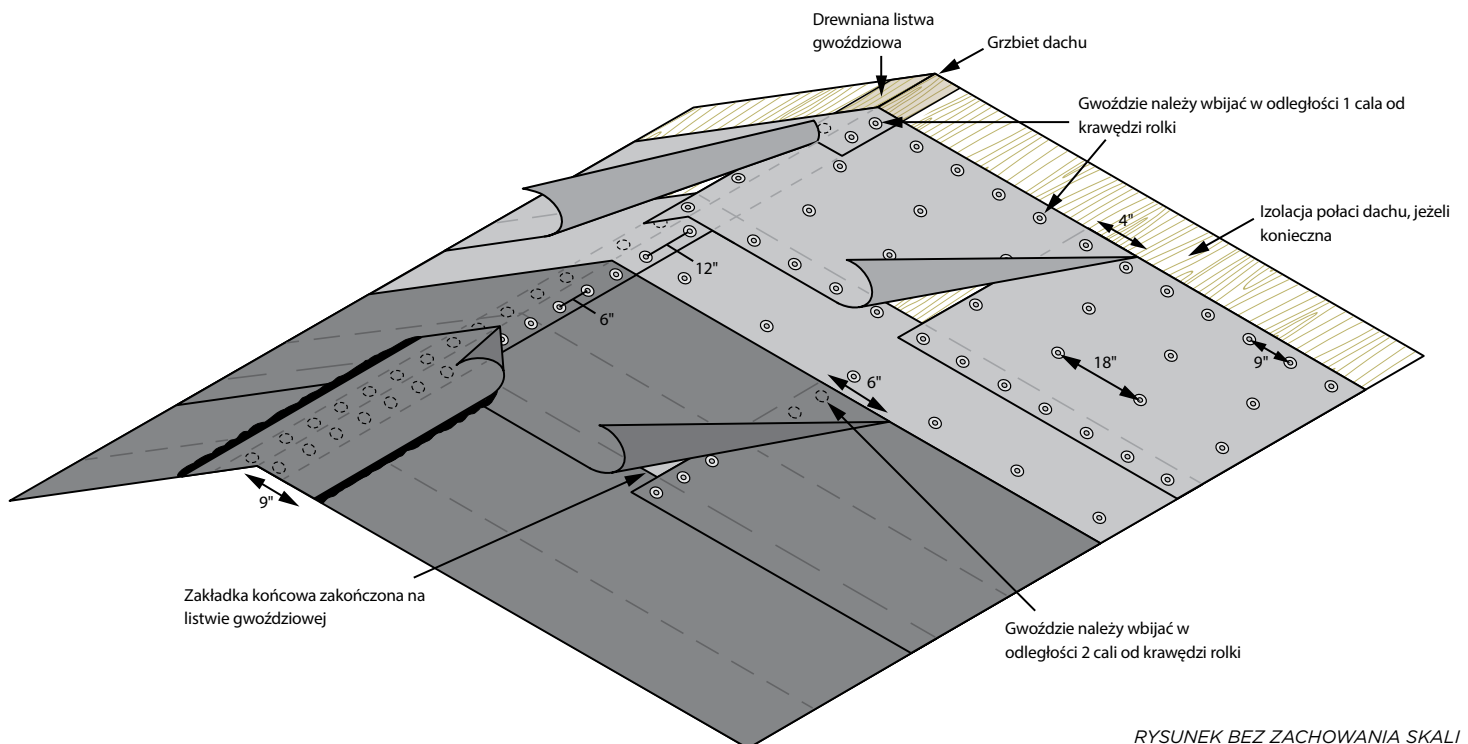 Drewniana listwa
gwoździowa
Grzbiet dachu
Gwoździe należy wbijać w odległości 1 cala od
krawędzi rolki
Izolacja połaci dachu, jeżeli
konieczna
4"
12"
6"
18"
9"
6"
9"
Zakładka końcowa zakończona na
listwie gwoździowej
Gwoździe należy wbijać w
odległości 2 cali od krawędzi rolki
RYSUNEK BEZ ZACHOWANIA SKALI